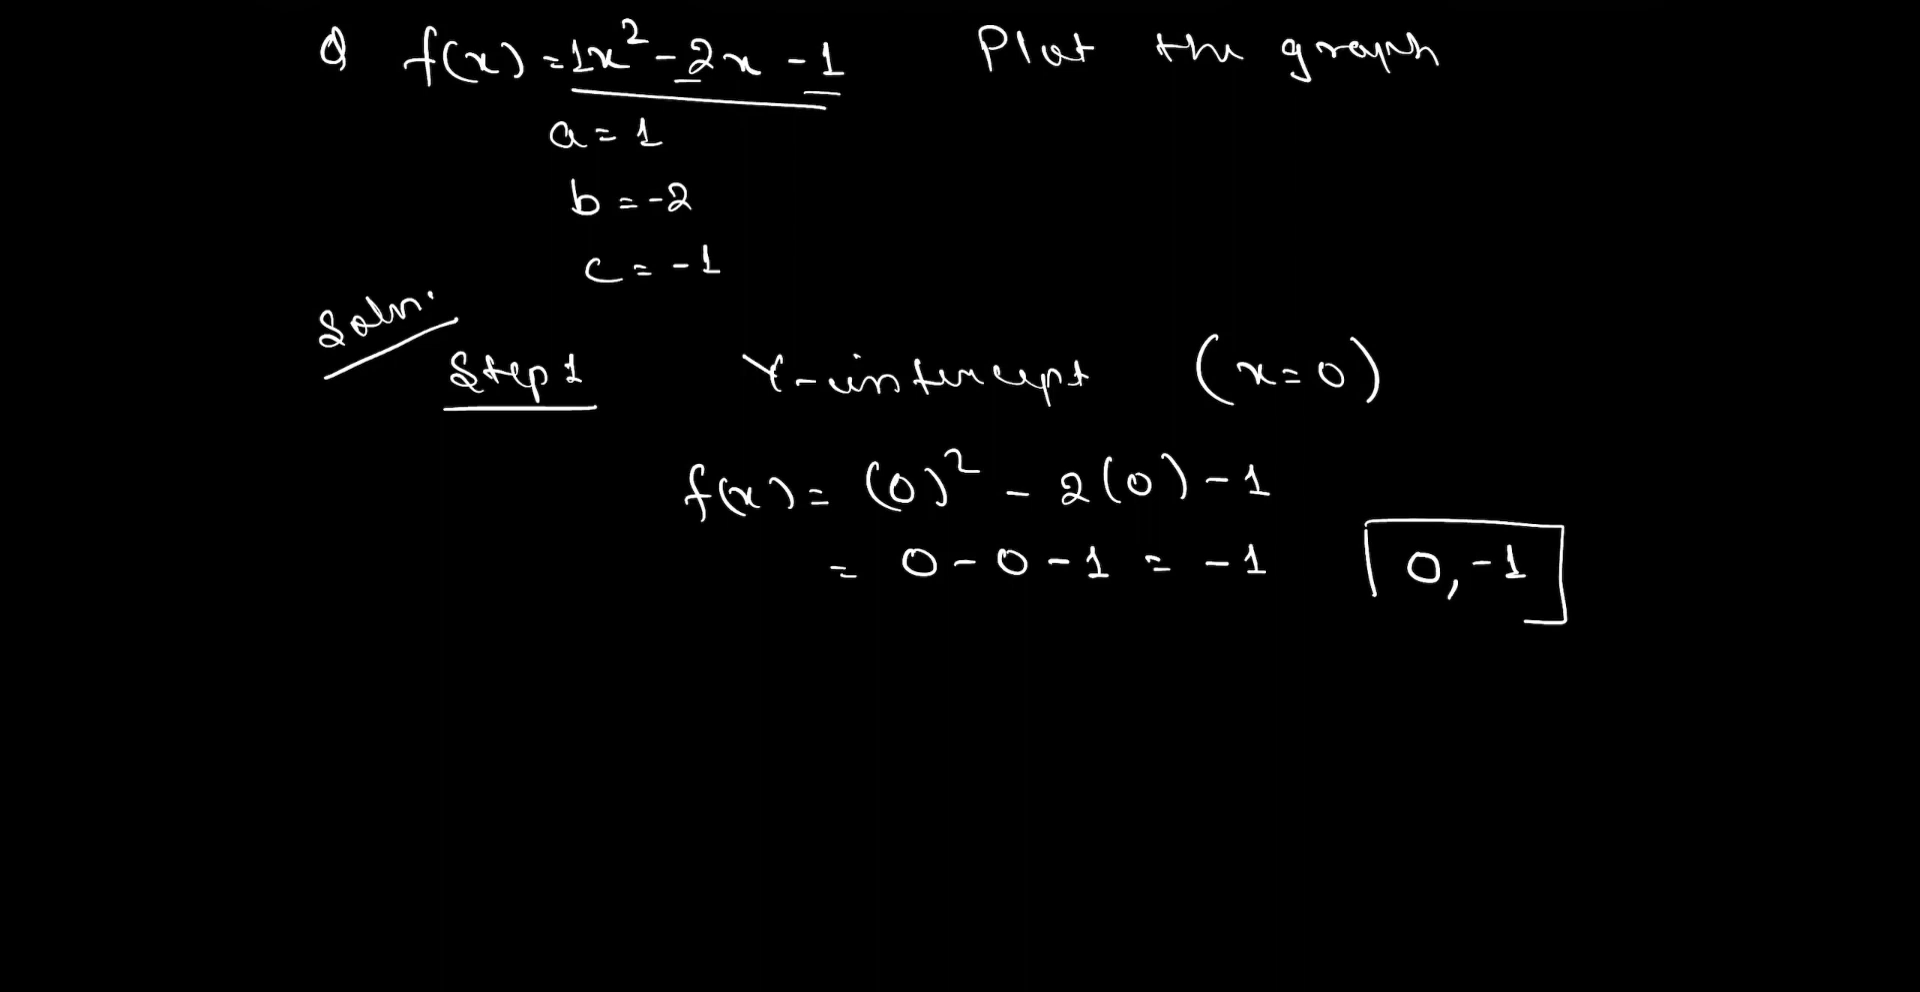 Q f(x) = 1x² - 2x - 1 Plot the graph
a = 1
b = -2
c = -1
Soln.
Step 1 Y-intercept (x=0)
f(x) = (0)² - 2(0) - 1
= 0 - 0 - 1 = -1 0, -1